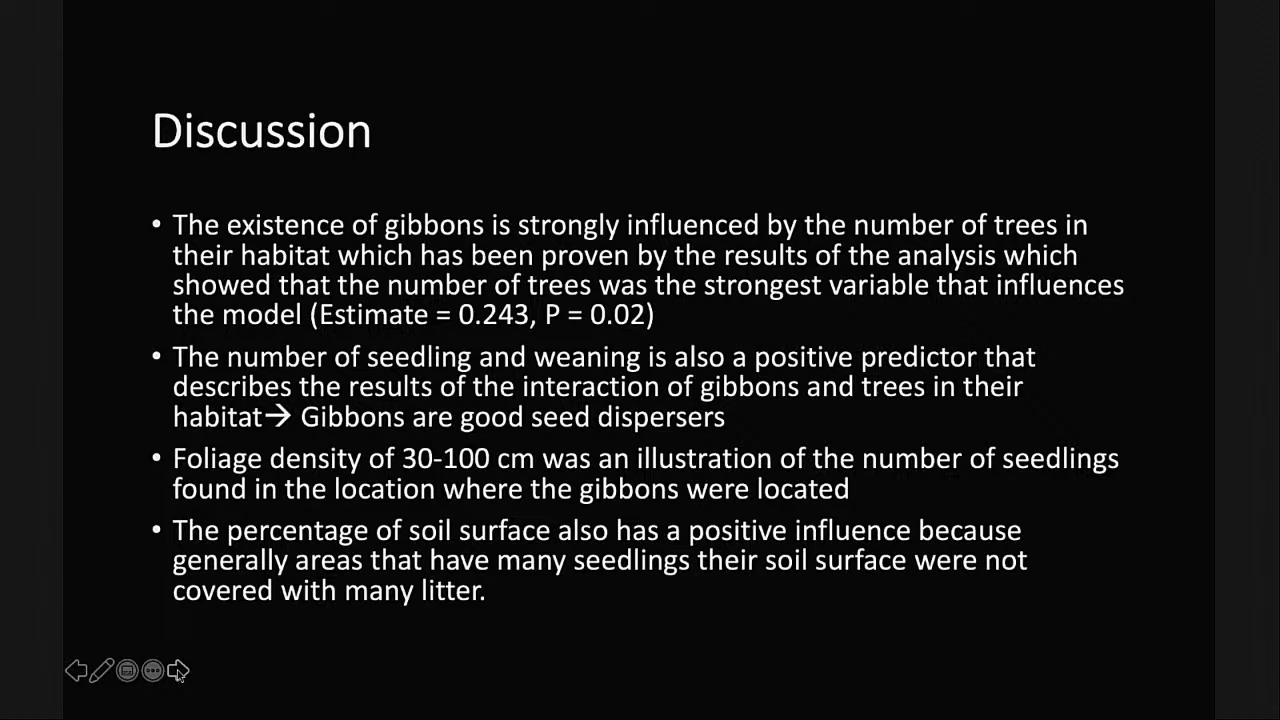 Discussion
• The existence of gibbons is strongly influenced by the number of trees in
their habitat which has been proven by the results of the analysis which
showed that the number of trees was the strongest variable that influences
the model (Estimate = 0.243, P = 0.02)
• The number of seedling and weaning is also a positive predictor that
describes the results of the interaction of gibbons and trees in their
habitat→ Gibbons are good seed dispersers
• Foliage density of 30-100 cm was an illustration of the number of seedlings
found in the location where the gibbons were located
• The percentage of soil surface also has a positive influence because
generally areas that have many seedlings their soil surface were not
covered with many litter.